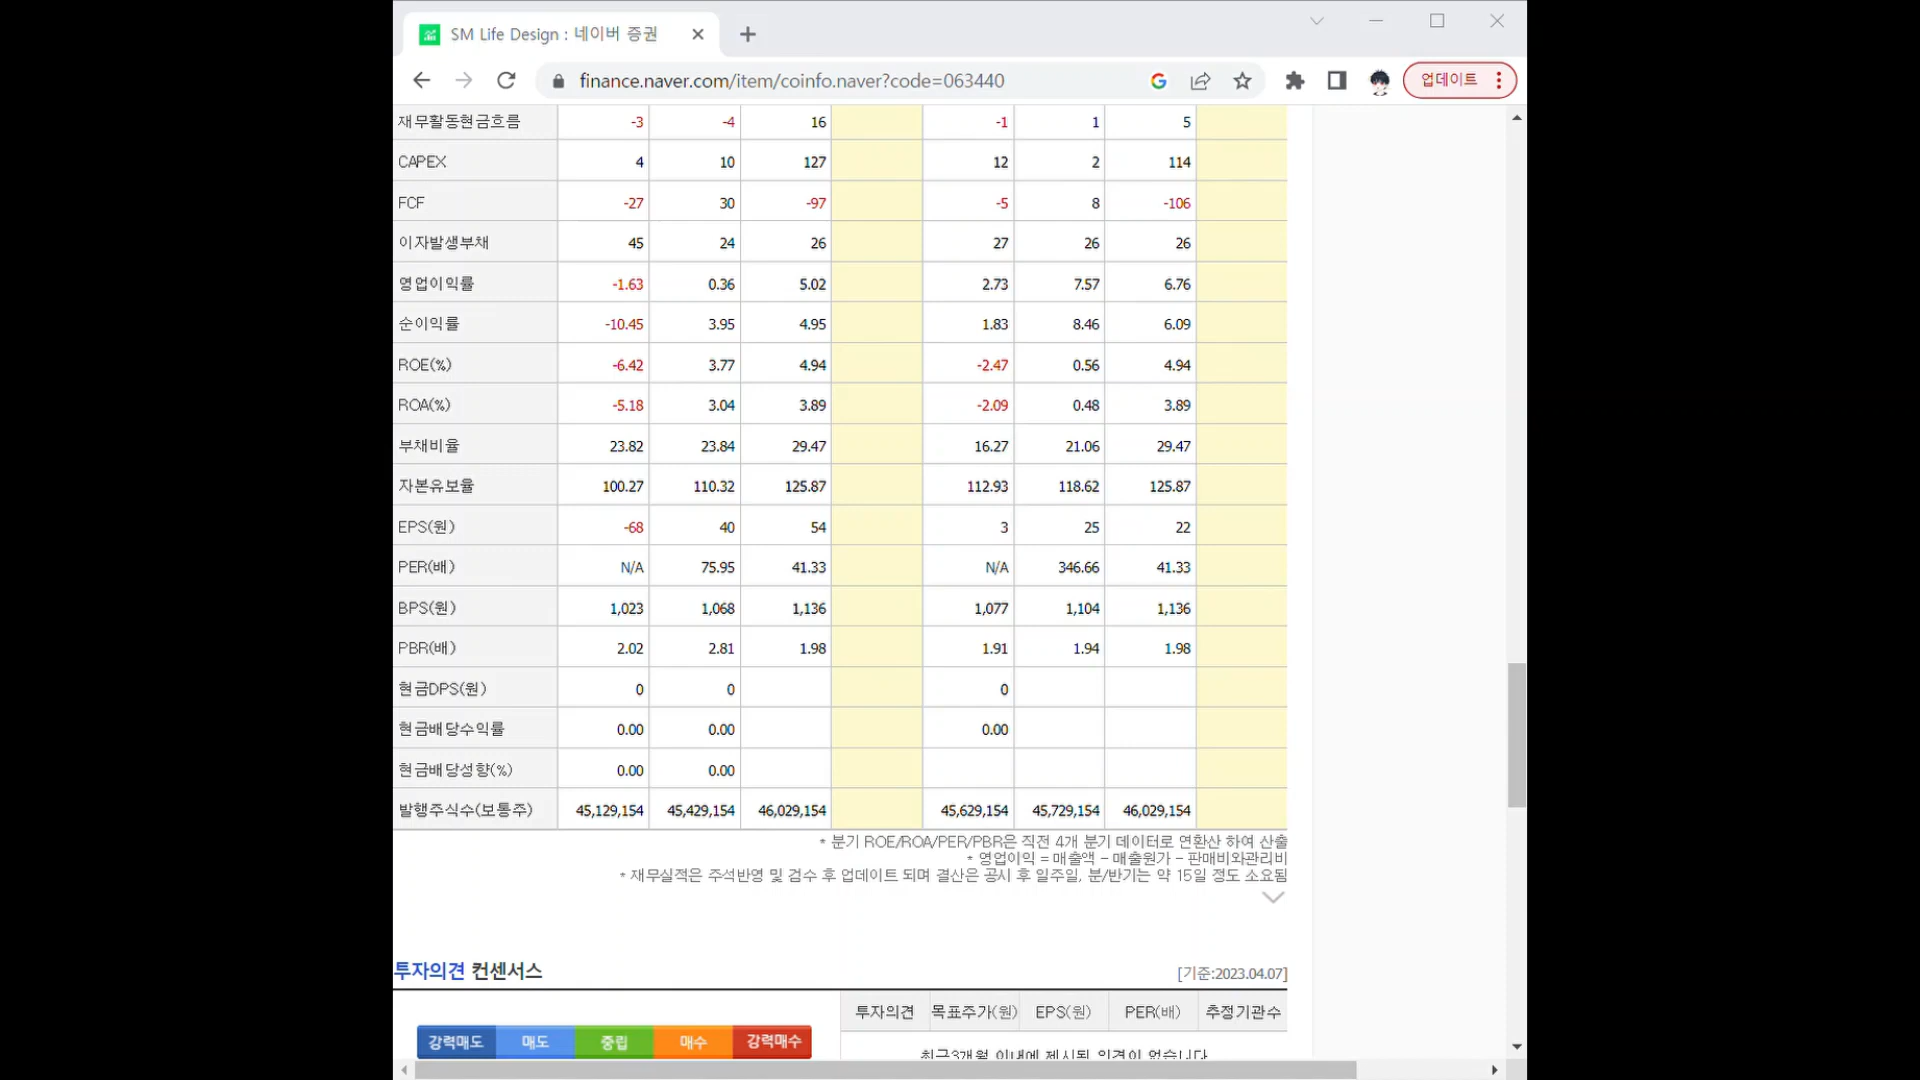 SM Life Design : 네이버 증권
finance.naver.com/item/coinfo.naver?code=063440
업데이트
재무활동현금흐름 -3 -4 16 -1 1 5
CAPEX 4 10 127 12 2 114
FCF -27 30 -97 -5 8 -106
이자발생부채 45 24 26 27 26 26
영업이익률 -1.63 0.36 5.02 2.73 7.57 6.76
순이익률 -10.45 3.95 4.95 1.83 8.46 6.09
ROE(%) -6.42 3.77 4.94 -2.47 0.56 4.94
ROA(%) -5.18 3.04 3.89 -2.09 0.48 3.89
부채비율 23.82 23.84 29.47 16.27 21.06 29.47
자본유보율 100.27 110.32 125.87 112.93 118.62 125.87
EPS(원) -68 40 54 3 25 22
PER(배) N/A 75.95 41.33 N/A 346.66 41.33
BPS(원) 1,023 1,068 1,136 1,077 1,104 1,136
PBR(배) 2.02 2.81 1.98 1.91 1.94 1.98
현금DPS(원) 0 0 0
현금배당수익률 0.00 0.00 0.00
현금배당성향(%) 0.00 0.00
발행주식수(보통주) 45,129,154 45,429,154 46,029,154 45,629,154 45,729,154 46,029,154
* 분기 ROE/ROA/PER/PBR은 직전 4개 분기 데이터로 연환산 하여 산출
* 영업이익 = 매출액 - 매출원가 - 판매비와관리비
* 재무실적은 주석반영 및 검수 후 업데이트 되며 결산은 공시 후 일주일, 분/반기는 약 15일 정도 소요됨
투자의견 컨센서스 [기준:2023.04.07]
투자의견 목표주가(원) EPS(원) PER(배) 추정기관수
강력매도 매도 중립 매수 강력매수
최근3개월 이내에 제시된 의견이 없습니다